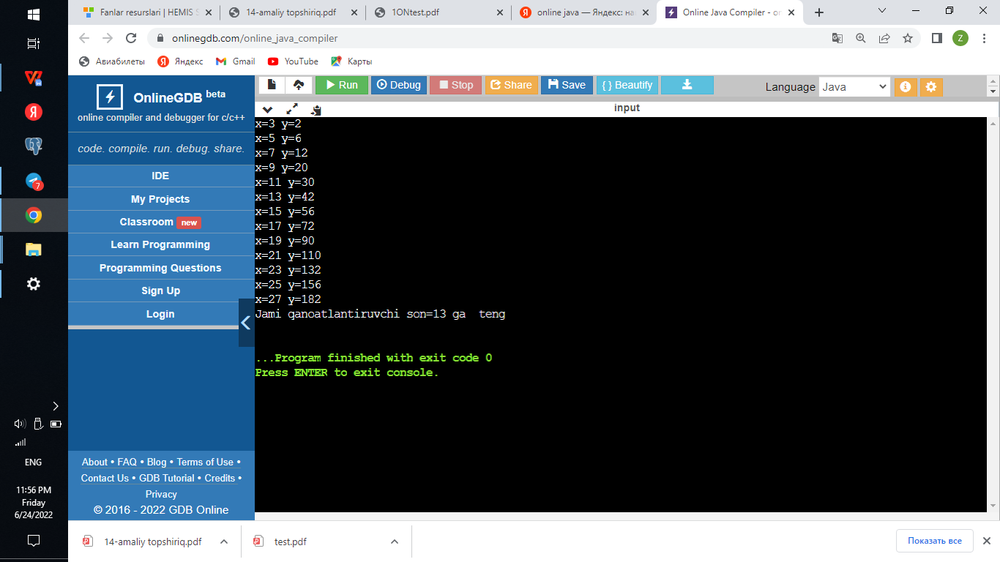 Fanlar resurslari | HEMIS S
14-amaliy topshiriq.pdf
1ONtest.pdf
online java — Яндекс: на
Online Java Compiler - on
onlinegdb.com/online_java_compiler
Z
Авиабилеты
Яндекс
Gmail
YouTube
Карты
OnlineGDB beta
online compiler and debugger for c/c++
code. compile. run. debug. share.
IDE
My Projects
Classroom new
Learn Programming
Programming Questions
Sign Up
Login
About • FAQ • Blog • Terms of Use •
Contact Us • GDB Tutorial • Credits •
Privacy
© 2016 - 2022 GDB Online
Run
Debug
Stop
Share
Save
{ } Beautify
Language
Java
input
x=3 y=2
x=5 y=6
x=7 y=12
x=9 y=20
x=11 y=30
x=13 y=42
x=15 y=56
x=17 y=72
x=19 y=90
x=21 y=110
x=23 y=132
x=25 y=156
x=27 y=182
Jami qanoatlantiruvchi son=13 ga  teng
...Program finished with exit code 0
Press ENTER to exit console.
7
ENG
11:56 PM
Friday
6/24/2022
14-amaliy topshiriq.pdf
test.pdf
Показать все